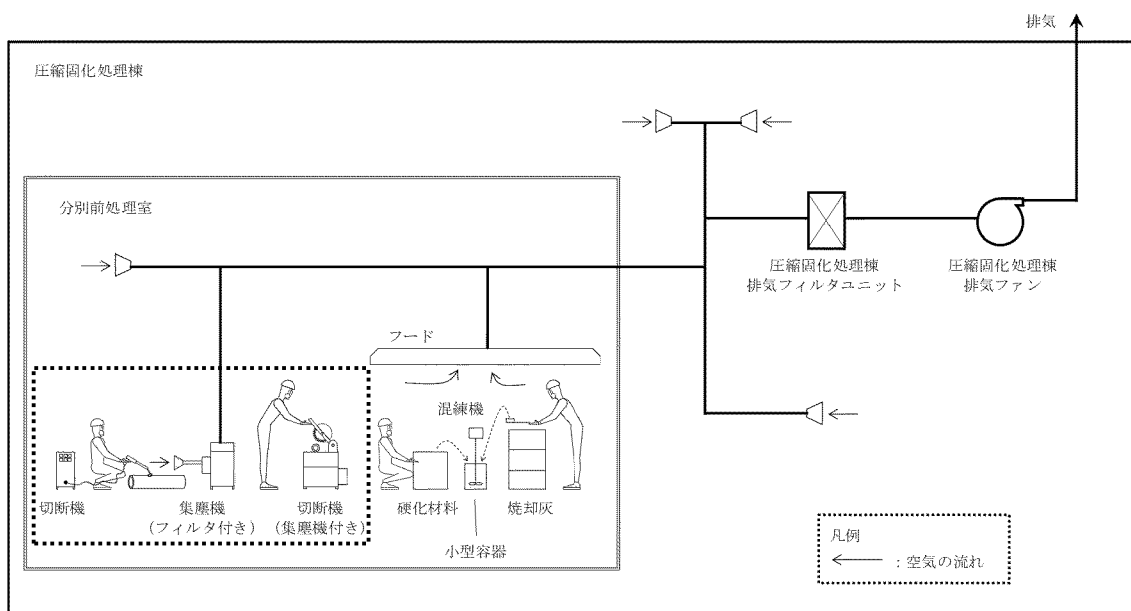 排気
圧縮固化処理棟
分別前処理室
圧縮固化処理棟
排気フィルタユニット
圧縮固化処理棟
排気ファン
フード
混練機
切断機
集塵機
(フィルタ付き)
切断機
(集塵機付き)
硬化材料
焼却灰
小型容器
凡例
:空気の流れ